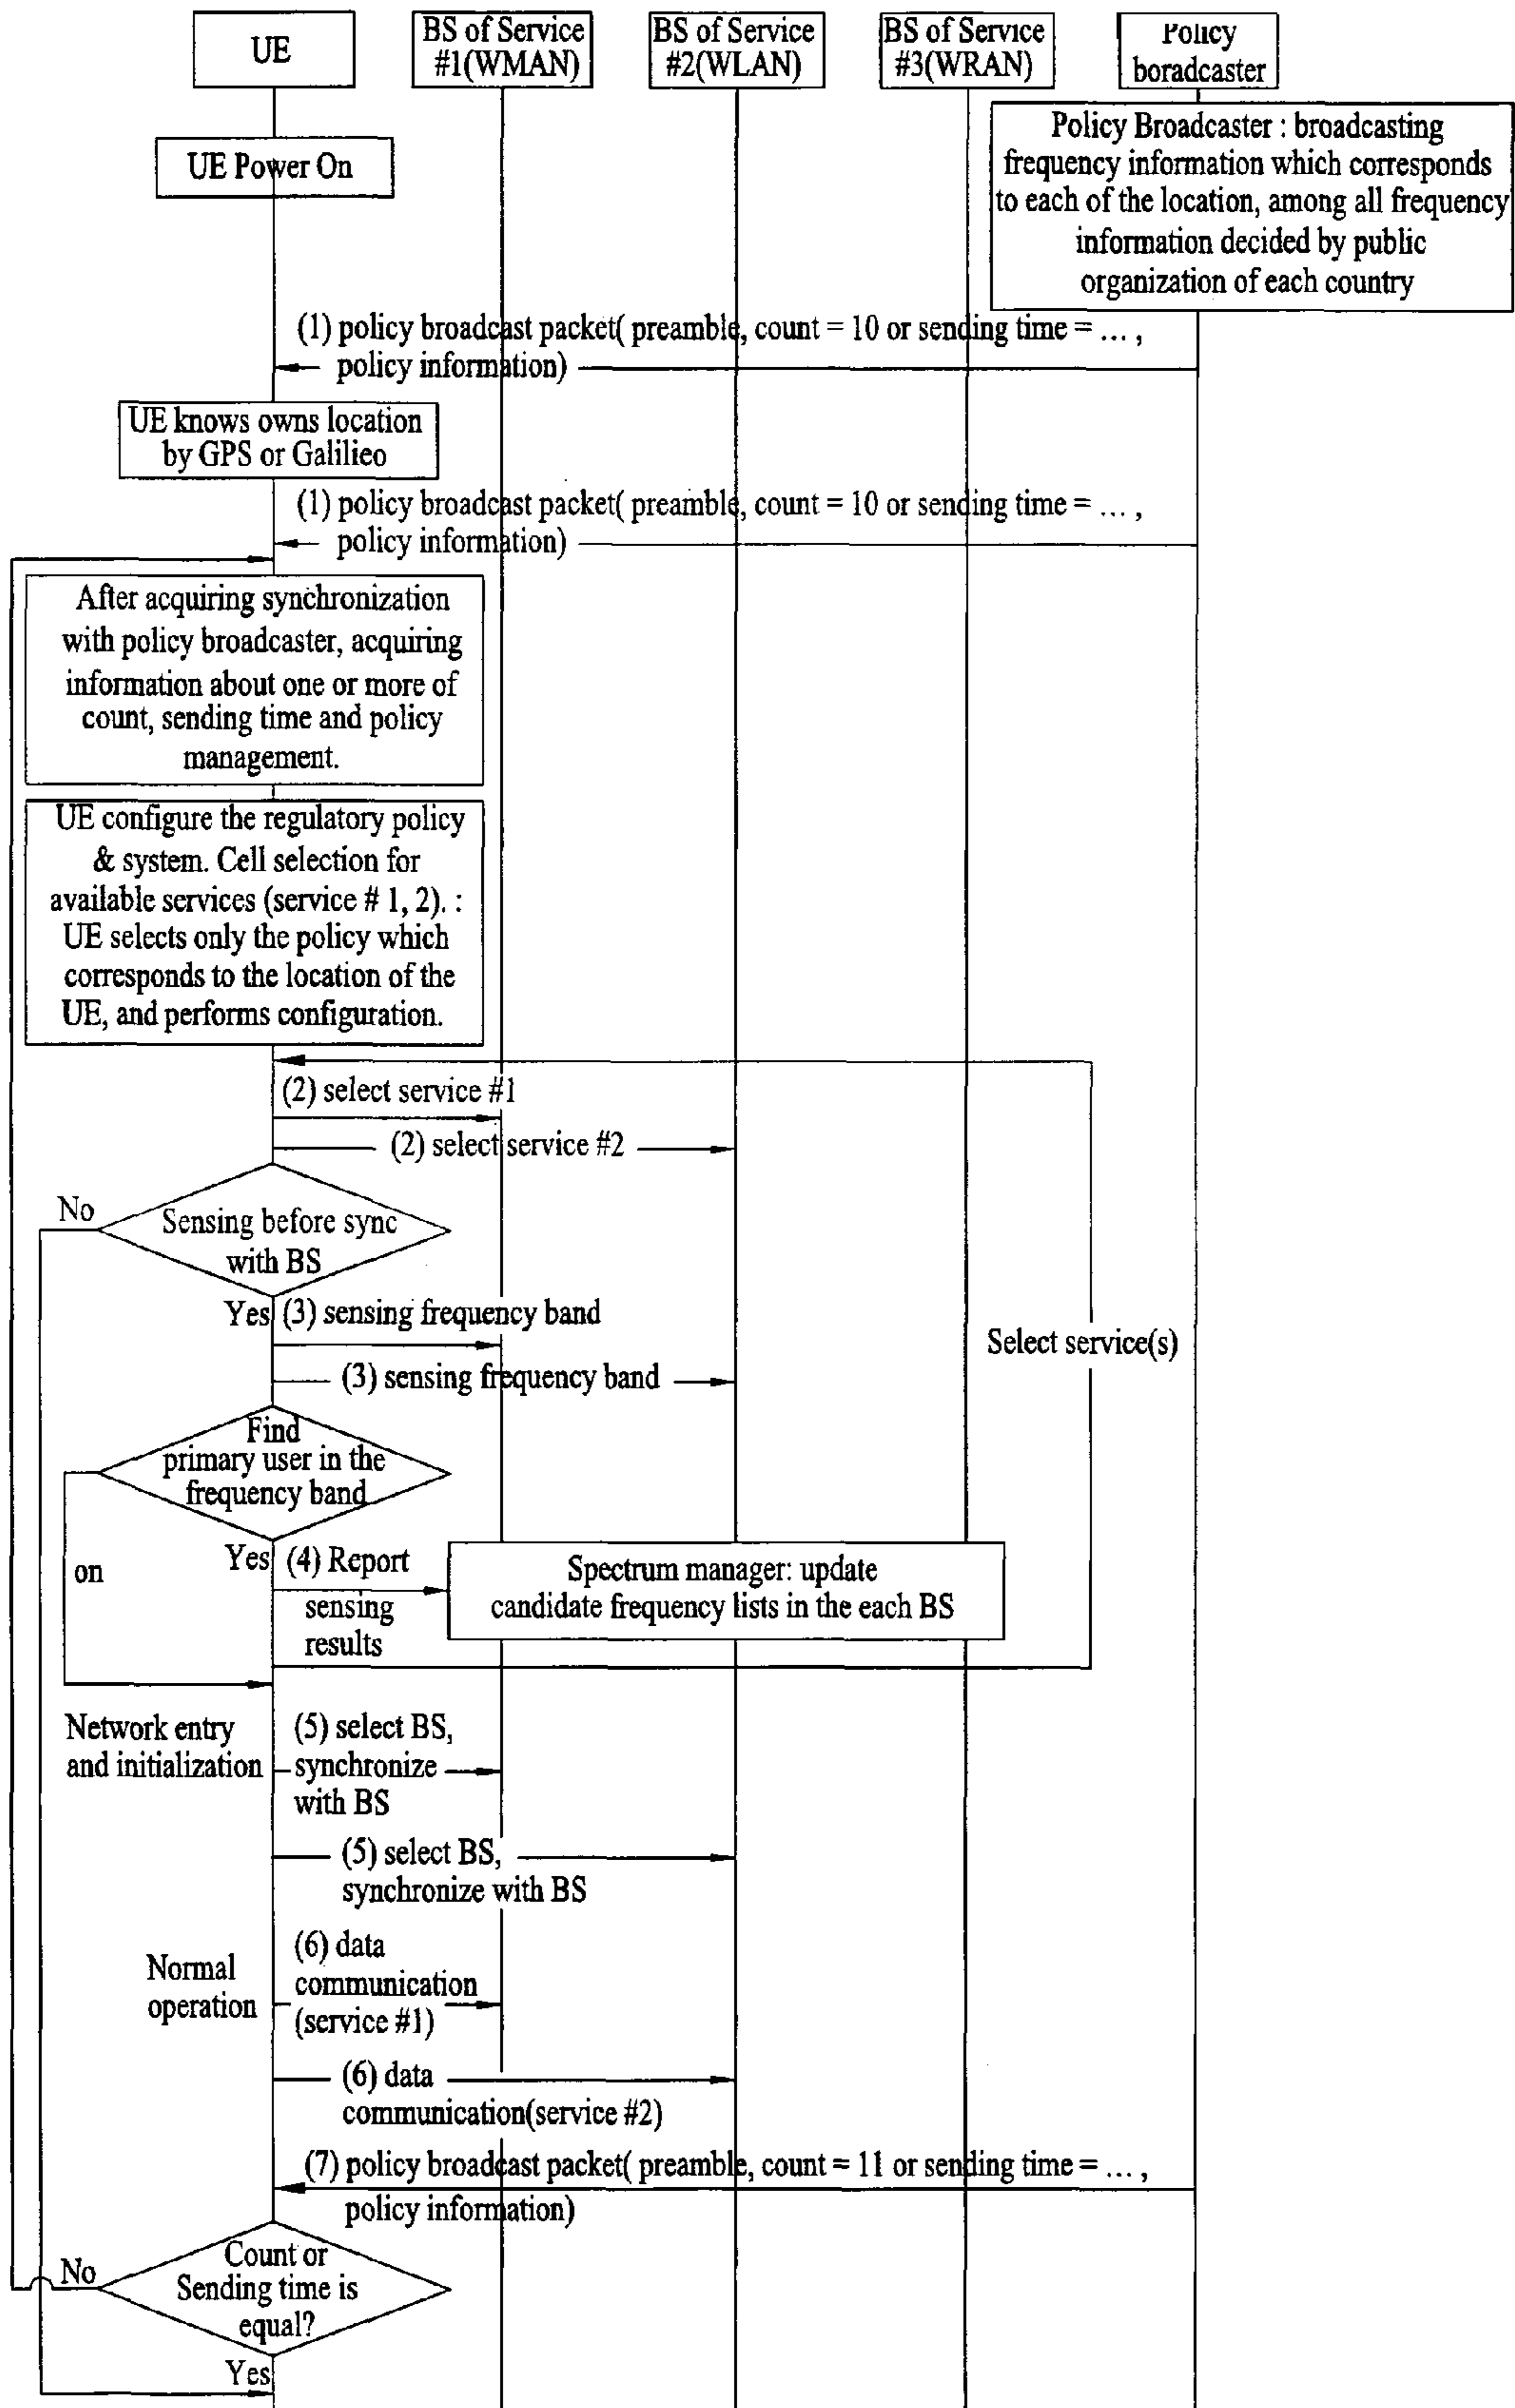 UE
BS of Service
#1(WMAN)
BS of Service
#2(WLAN)
BS of Service
#3(WRAN)
Policy
boradcaster
UE Power On
Policy Broadcaster : broadcasting
frequency information which corresponds
to each of the location, among all frequency
information decided by public
organization of each country
(1) policy broadcast packet( preamble, count = 10 or sending time = ... ,
policy information)
UE knows owns location
by GPS or Galilieo
(1) policy broadcast packet( preamble, count = 10 or sending time = ... ,
policy information)
After acquiring synchronization
with policy broadcaster, acquiring
information about one or more of
count, sending time and policy
management.
UE configure the regulatory policy
& system. Cell selection for
available services (service # 1, 2). :
UE selects only the policy which
corresponds to the location of the
UE, and performs configuration.
(2) select service #1
(2) select service #2
No
Sensing before sync
with BS
Yes
(3) sensing frequency band
Select service(s)
(3) sensing frequency band
Find
primary user in the
frequency band
on
Yes
(4) Report
sensing
results
Spectrum manager: update
candidate frequency lists in the each BS
Network entry
and initialization
(5) select BS,
synchronize
with BS
(5) select BS,
synchronize with BS
Normal
operation
(6) data
communication
(service #1)
(6) data
communication(service #2)
(7) policy broadcast packet( preamble, count = 11 or sending time = ... ,
policy information)
No
Count or
Sending time is
equal?
Yes